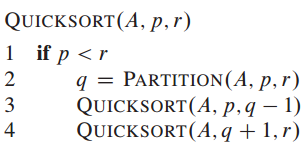 QUICKSORT(A, p, r)
1 if p < r
2 q = PARTITION(A, p, r)
3 QUICKSORT(A, p, q − 1)
4 QUICKSORT(A, q + 1, r)